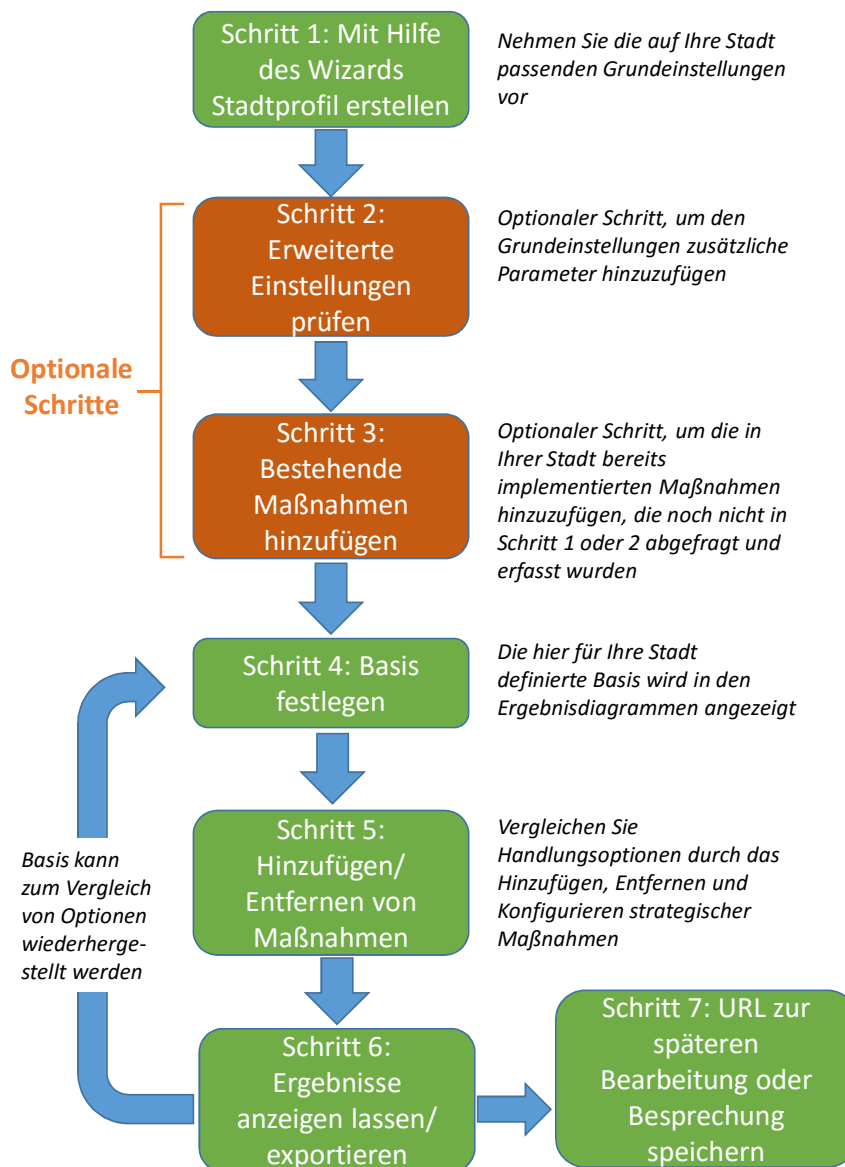 Schritt 1: Mit Hilfe
des Wizards
Stadtprofil erstellen
Nehmen Sie die auf Ihre Stadt
passenden Grundeinstellungen
vor
Schritt 2:
Erweiterte
Einstellungen
prüfen
Optionaler Schritt, um den
Grundeinstellungen zusätzliche
Parameter hinzuzufügen
Optionale
Schritte
Schritt 3:
Bestehende
Maßnahmen
hinzufügen
Optionaler Schritt, um die in
Ihrer Stadt bereits
implementierten Maßnahmen
hinzuzufügen, die noch nicht in
Schritt 1 oder 2 abgefragt und
erfasst wurden
Schritt 4: Basis
festlegen
Die hier für Ihre Stadt
definierte Basis wird in den
Ergebnisdiagrammen angezeigt
Schritt 5:
Hinzufügen/
Entfernen von
Maßnahmen
Vergleichen Sie
Handlungsoptionen durch das
Hinzufügen, Entfernen und
Konfigurieren strategischer
Maßnahmen
Basis kann
zum Vergleich
von Optionen
wiederherge-
stellt werden
Schritt 6:
Ergebnisse
anzeigen lassen/
exportieren
Schritt 7: URL zur
späteren
Bearbeitung oder
Besprechung
speichern